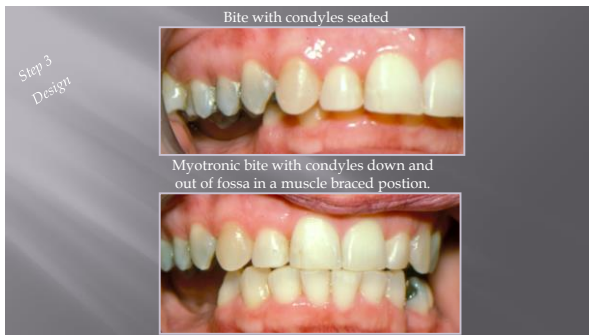 Step 3
Design
Bite with condyles seated
Myotronic bite with condyles down and
out of fossa in a muscle braced postion.